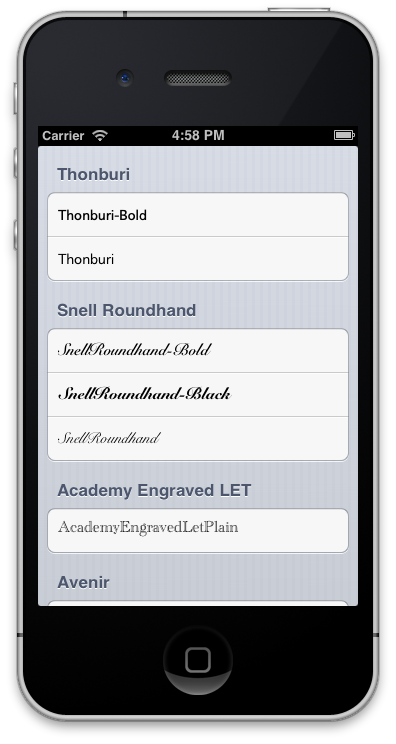 Carrier 4:58 PM
Thonburi
Thonburi-Bold
Thonburi
Snell Roundhand
SnellRoundhand-Bold
SnellRoundhand-Black
SnellRoundhand
Academy Engraved LET
AcademyEngravedLetPlain
Avenir